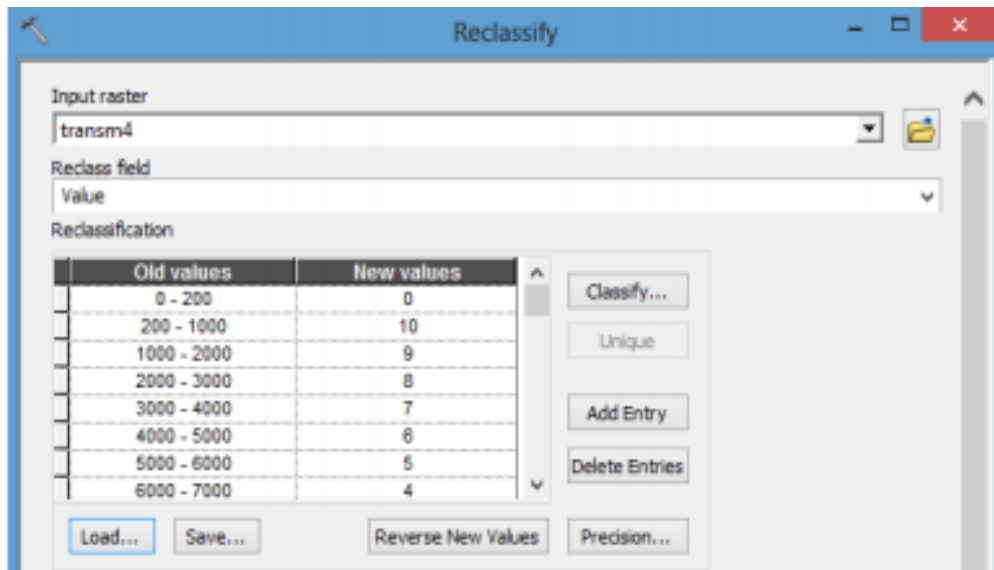 Reclassify
Input raster
transm4
Reclass field
Value
Reclassification
Old values New values
0 - 200 0
200 - 1000 10
1000 - 2000 9
2000 - 3000 8
3000 - 4000 7
4000 - 5000 6
5000 - 6000 5
6000 - 7000 4
Classify...
Unique
Add Entry
Delete Entries
Load... Save... Reverse New Values Precision...